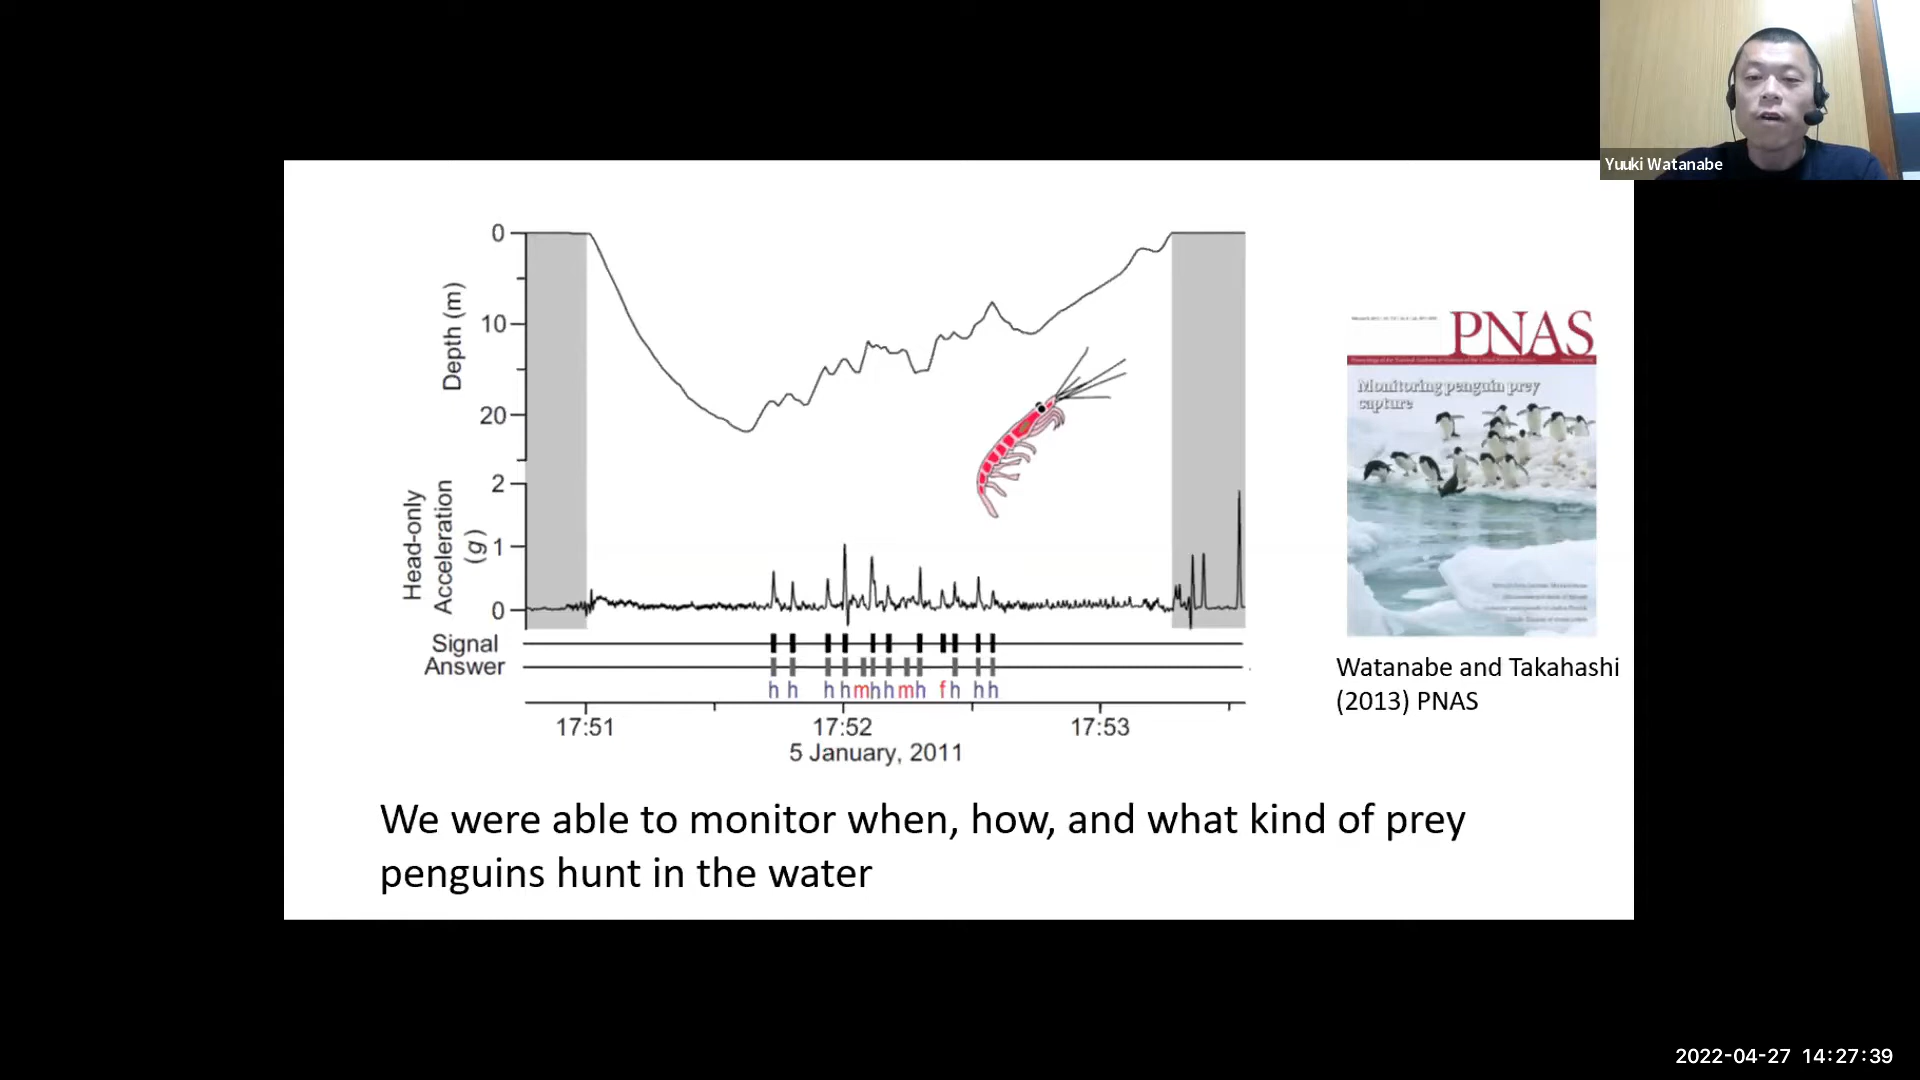 Yuuki Watanabe
0
10
20
Depth (m)
2
1
0
Head-only
Acceleration
(g)
Signal
Answer
h h h h m h h m h f h h h
17:51 17:52 17:53
5 January, 2011
PNAS
Monitoring penguin prey
capture
Watanabe and Takahashi
(2013) PNAS
We were able to monitor when, how, and what kind of prey
penguins hunt in the water
2022-04-27 14:27:39